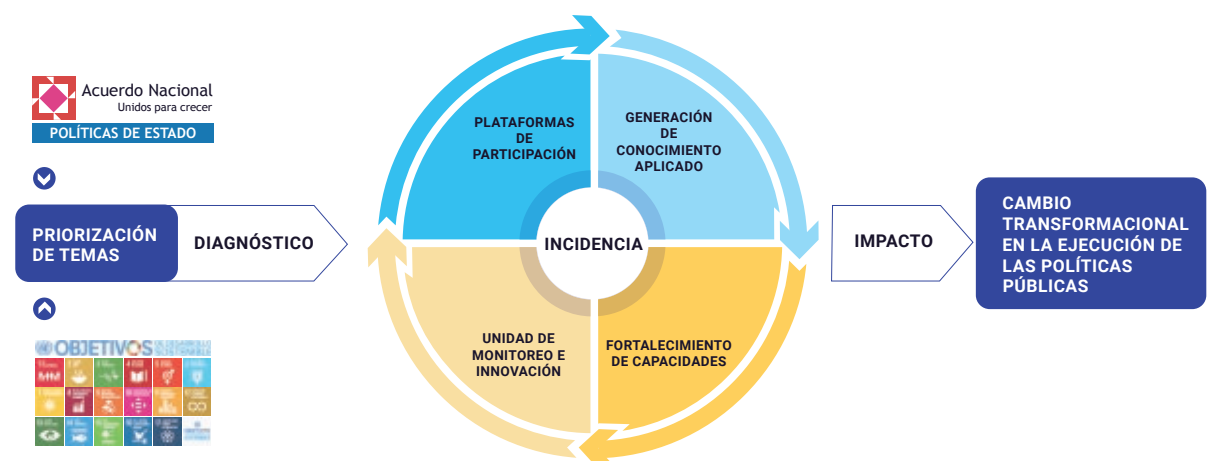 Acuerdo Nacional
Unidos para crecer
POLÍTICAS DE ESTADO
PRIORIZACIÓN
DE TEMAS
DIAGNÓSTICO
OBJETIVOS
PLATAFORMAS
DE
PARTICIPACIÓN
GENERACIÓN
DE
CONOCIMIENTO
APLICADO
INCIDENCIA
UNIDAD DE
MONITOREO E
INNOVACIÓN
FORTALECIMIENTO
DE CAPACIDADES
IMPACTO
CAMBIO
TRANSFORMACIONAL
EN LA EJECUCIÓN DE
LAS POLÍTICAS
PÚBLICAS